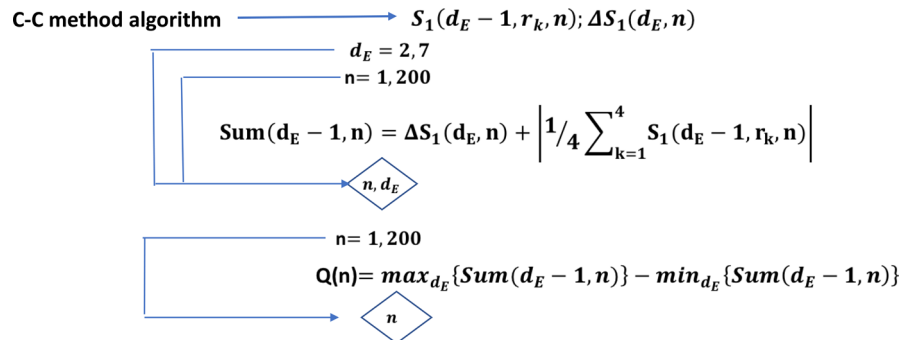 C-C method algorithm S₁(d_E − 1, r_k, n); ΔS₁(d_E, n)
d_E = 2,7
n= 1,200
Sum(d_E − 1, n) = ΔS₁(d_E, n) + |1/4 ∑_{k=1}^{4} S₁(d_E − 1, r_k, n)|
n, d_E
n= 1,200
Q(n)= max_{d_E}{Sum(d_E − 1, n)} − min_{d_E}{Sum(d_E − 1, n)}
n